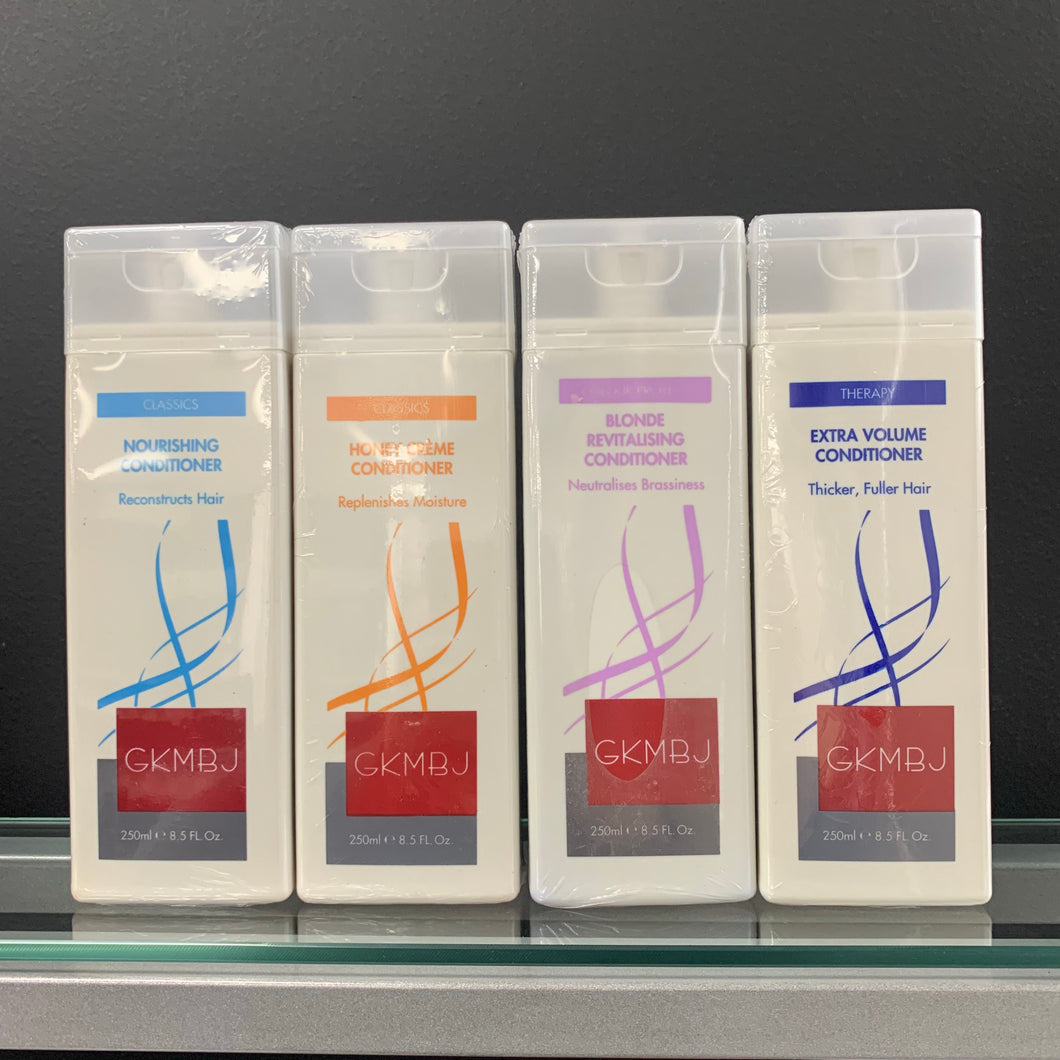 CLASSICS
NOURISHING
CONDITIONER
Reconstructs Hair
GKMBJ
250ml ℮ 8.5 FL.Oz.
CLASSICS
HONEY CRÈME
CONDITIONER
Replenishes Moisture
GKMBJ
250ml ℮ 8.5 FL.Oz.
BLONDE
REVITALISING
CONDITIONER
Neutralises Brassiness
GKMBJ
250ml ℮ 8.5 FL.Oz.
THERAPY
EXTRA VOLUME
CONDITIONER
Thicker, Fuller Hair
GKMBJ
250ml ℮ 8.5 FL.Oz.